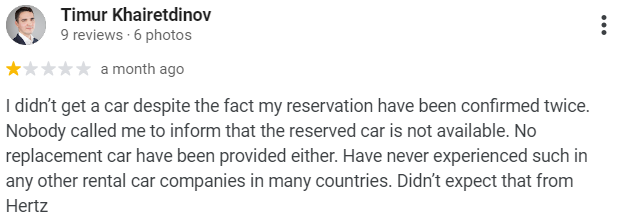 Timur Khairetdinov
9 reviews · 6 photos
a month ago
I didn’t get a car despite the fact my reservation have been confirmed twice.
Nobody called me to inform that the reserved car is not available. No
replacement car have been provided either. Have never experienced such in
any other rental car companies in many countries. Didn’t expect that from
Hertz